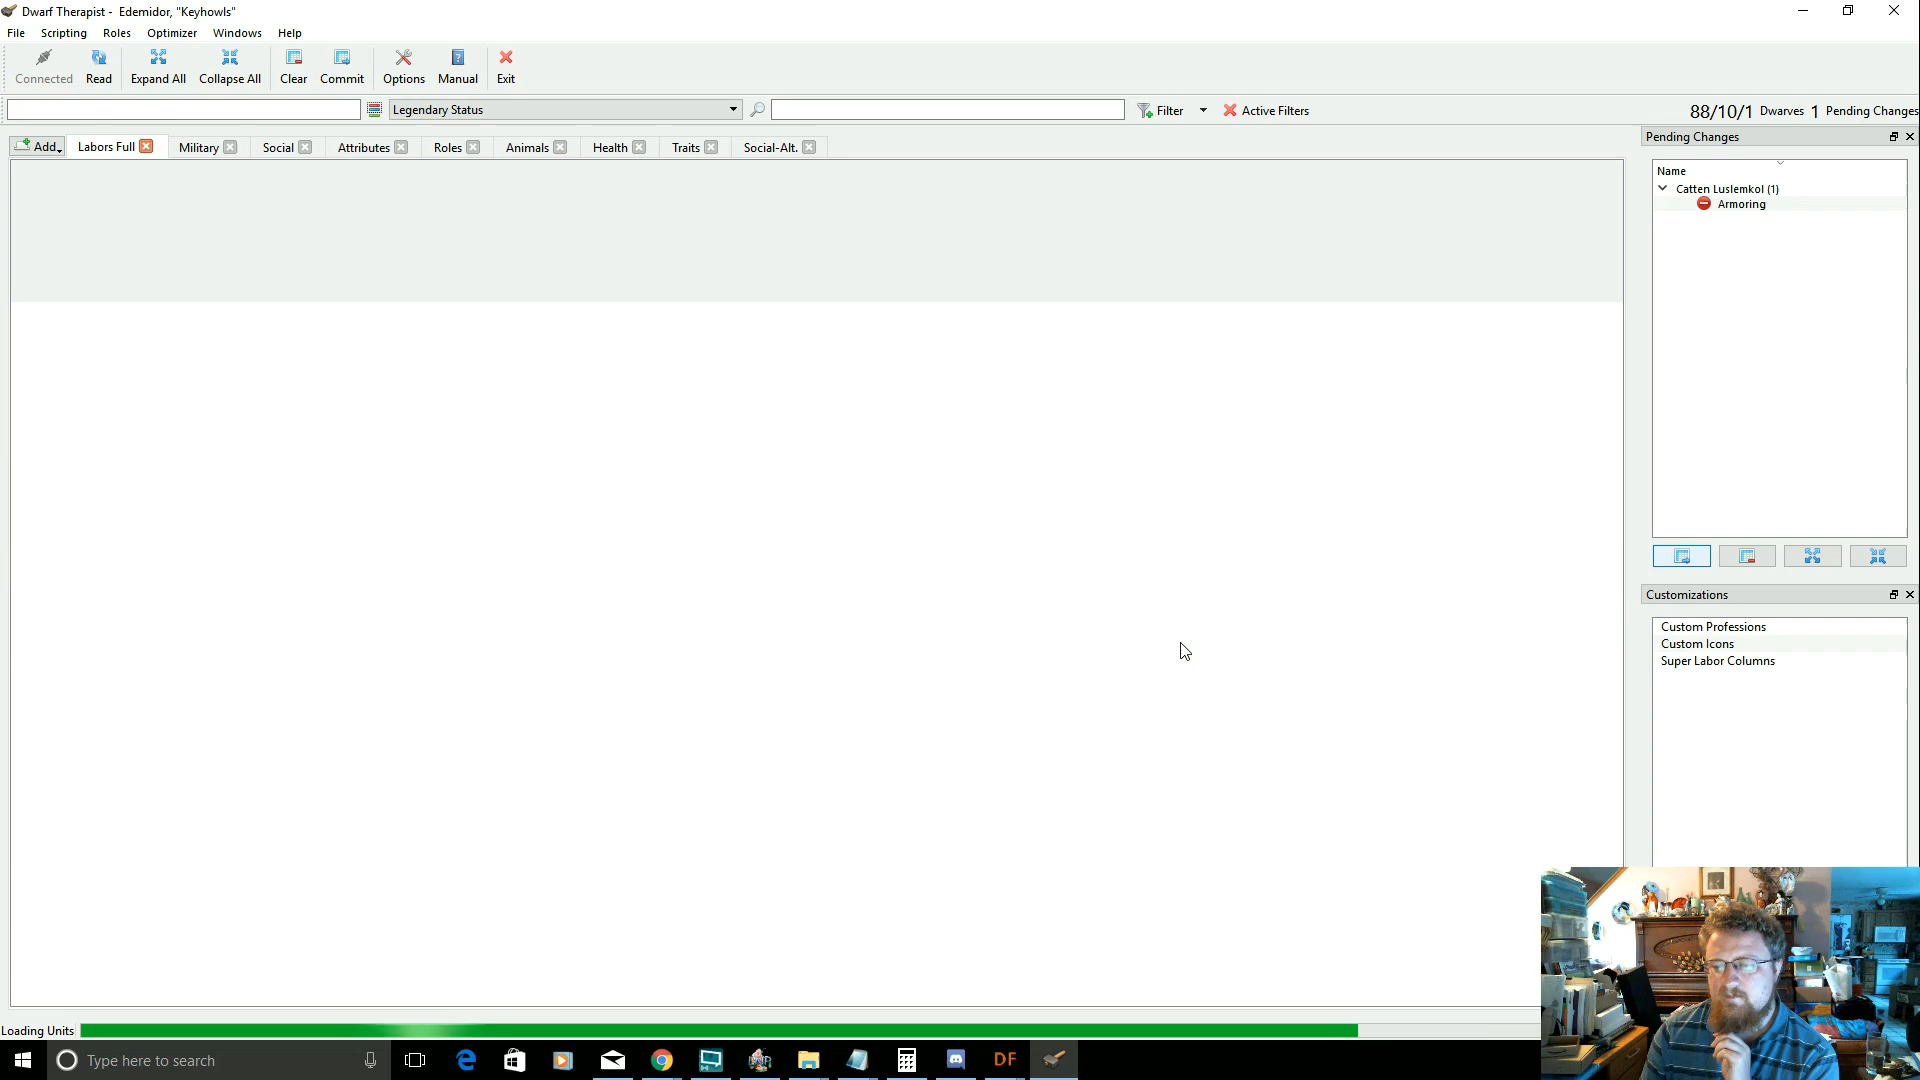 Dwarf Therapist - Edemidor, "Keyhowls"
File Scripting Roles Optimizer Windows Help
Connected Read Expand All Collapse All Clear Commit Options Manual Exit
Legendary Status Filter Active Filters 88/10/1 Dwarves 1 Pending Changes
Add Labors Full Military Social Attributes Roles Animals Health Traits Social-Alt.
Pending Changes
Name
Catten Luslemkol (1)
Armoring
Customizations
Custom Professions
Custom Icons
Super Labor Columns
Loading Units
Type here to search DF